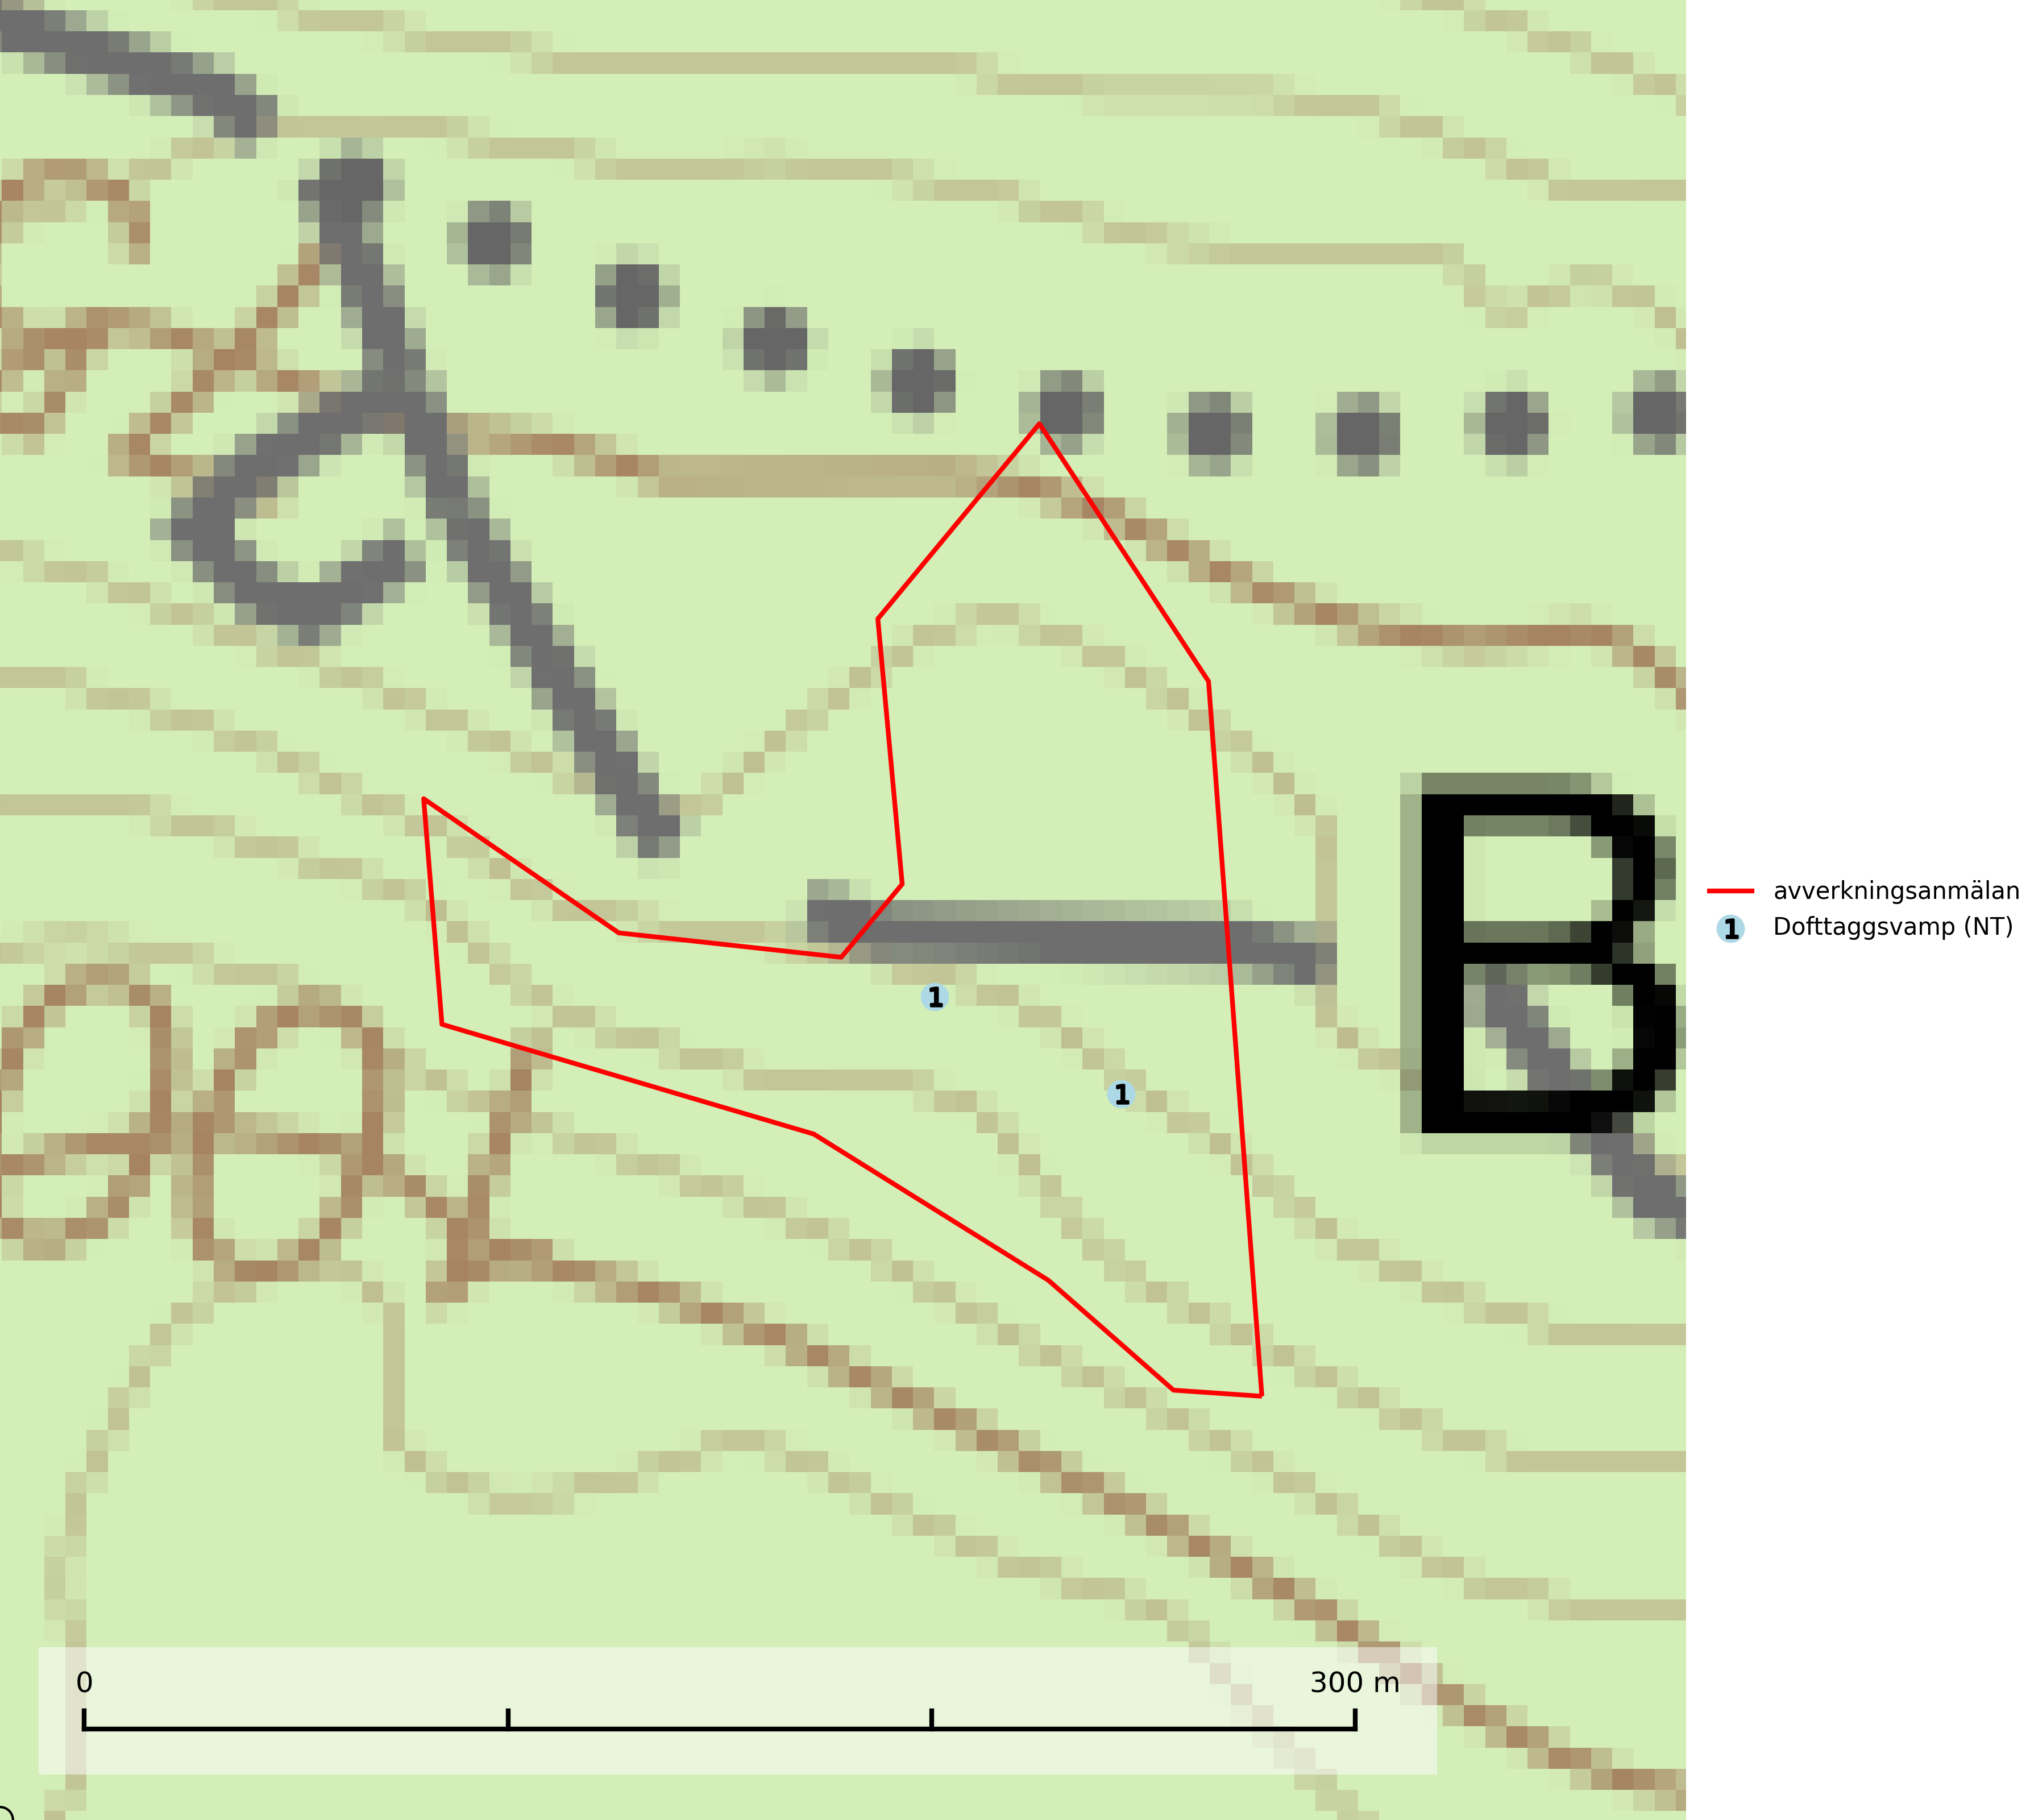 B
avverkningsanmälan
1 Dofttaggsvamp (NT)
1
1
0 300 m